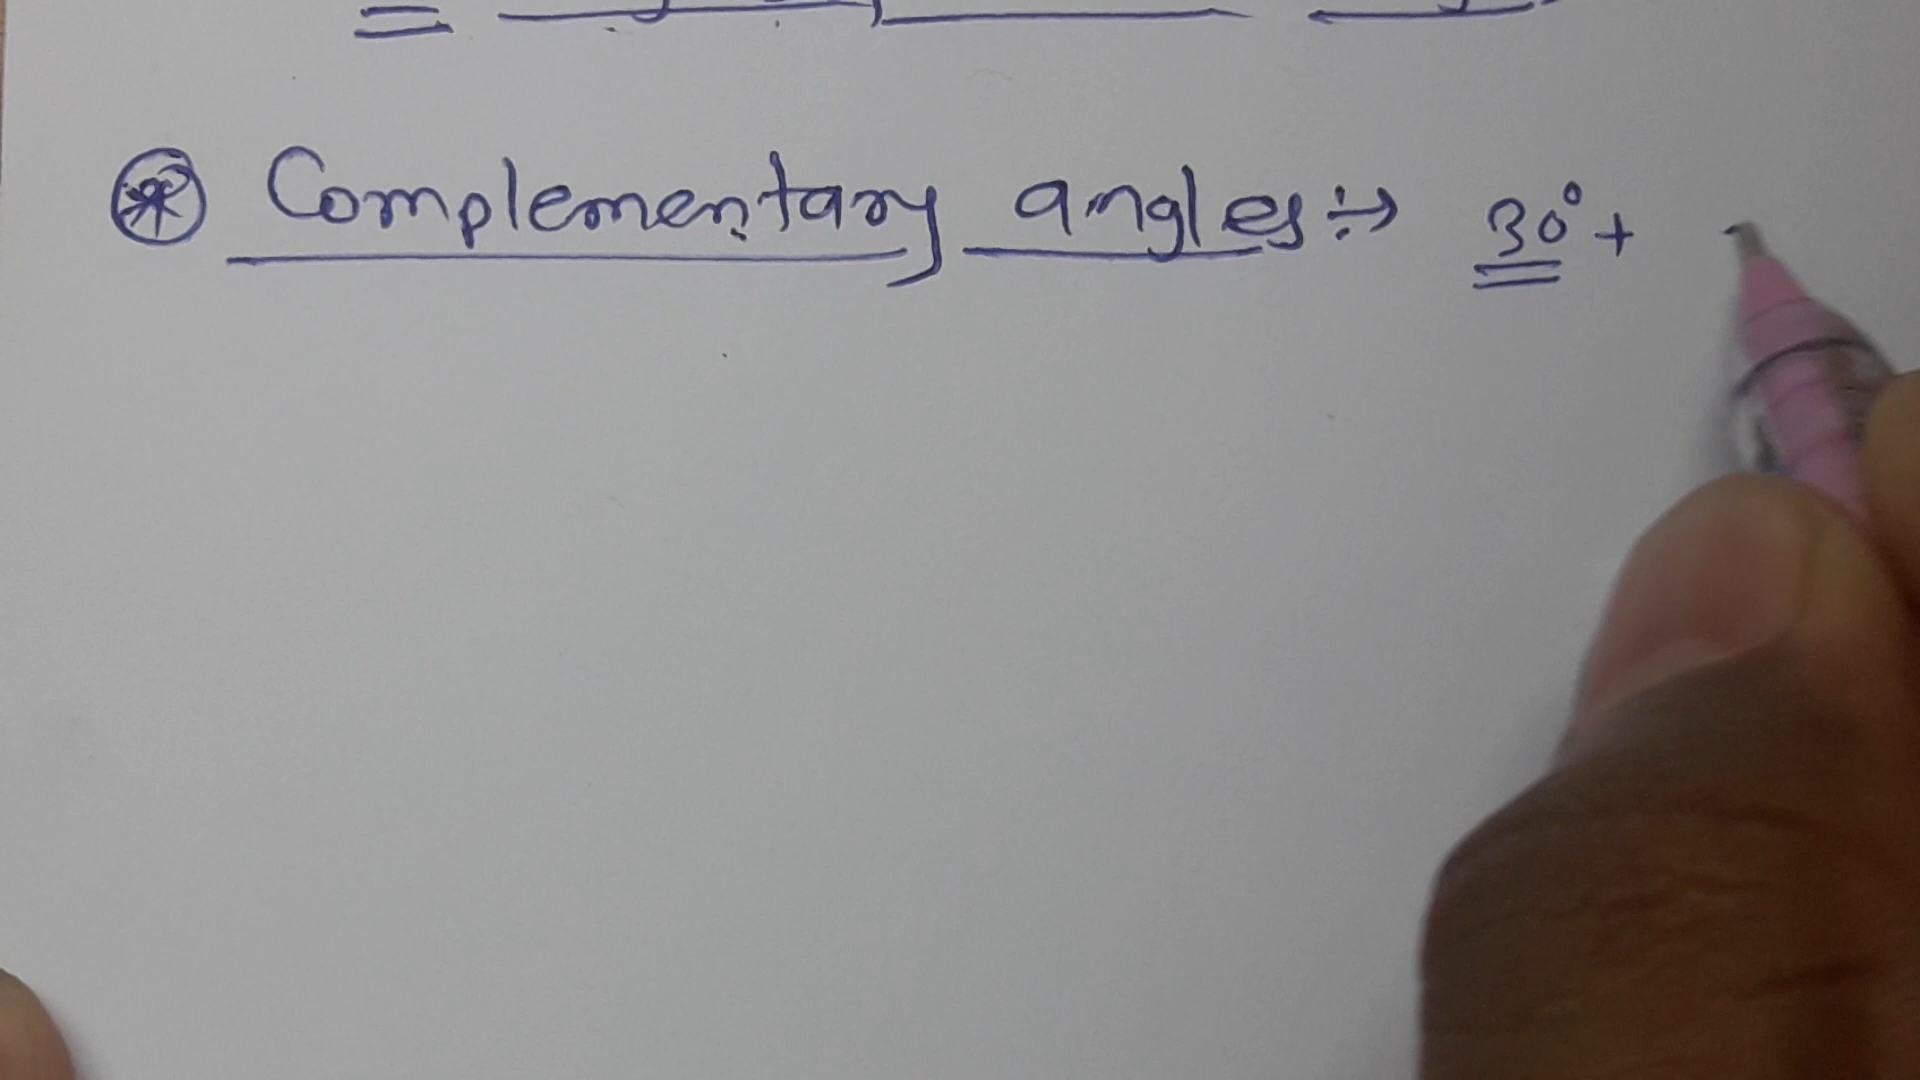 Complementary angles :→ 30° +